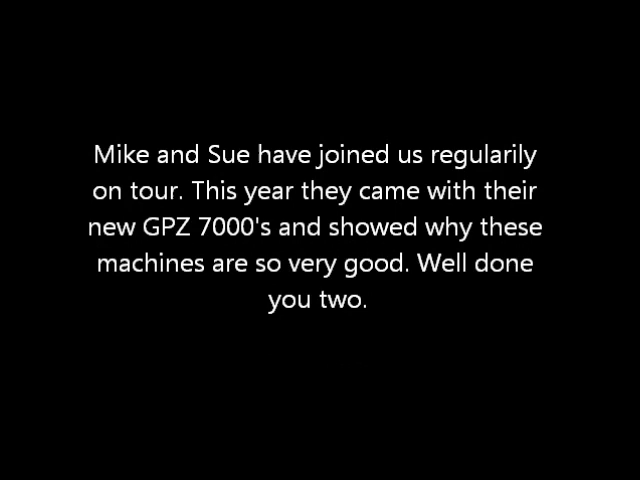 Mike and Sue have joined us regularily
on tour. This year they came with their
new GPZ 7000's and showed why these
machines are so very good. Well done
you two.